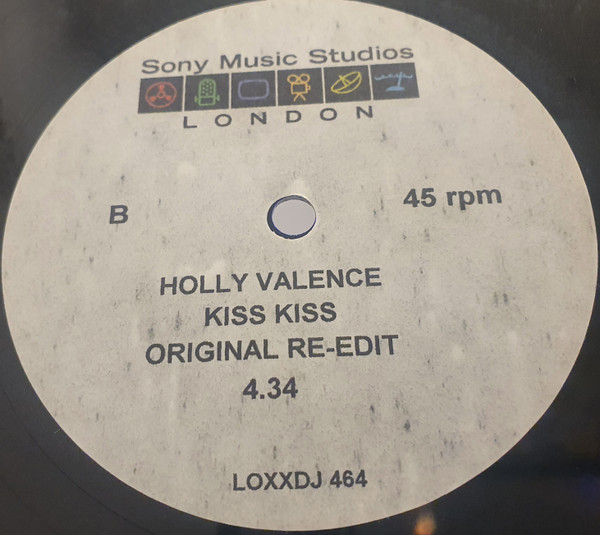 Sony Music Studios
LONDON
B
45 rpm
HOLLY VALENCE
KISS KISS
ORIGINAL RE-EDIT
4.34
LOXXDJ 464